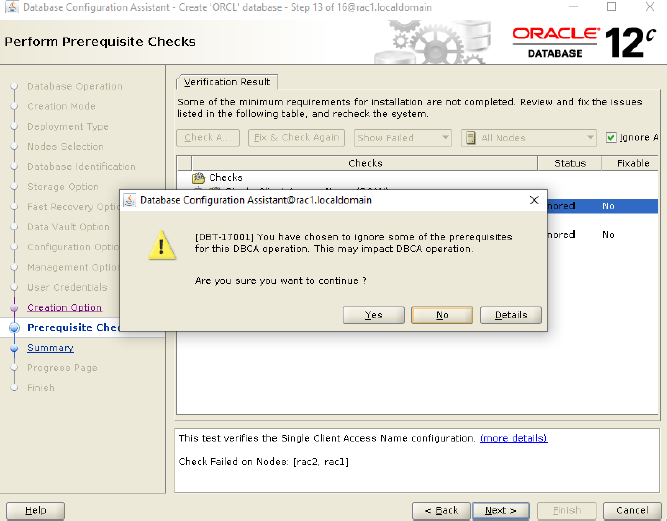 Database Configuration Assistant - Create 'ORCL' database - Step 13 of 16@rac1.localdomain
Perform Prerequisite Checks
ORACLE
DATABASE
12c
Database Operation
Creation Mode
Deployment Type
Nodes Selection
Database Identification
Storage Option
Fast Recovery Opti
Data Vault Option
Configuration Optio
Management Option
User Credentials
Creation Option
Prerequisite Chec
Summary
Progress Page
Finish
Verification Result
Some of the minimum requirements for installation are not completed. Review and fix the issues
listed in the following table, and recheck the system.
Check A... Fix & Check Again Show Failed All Nodes Ignore A
Checks Status Fixable
Checks
nored No
nored No
Database Configuration Assistant@rac1.localdomain
[DBT-17001] You have chosen to ignore some of the prerequisites
for this DBCA operation. This may impact DBCA operation.
Are you sure you want to continue ?
Yes No Details
This test verifies the Single Client Access Name configuration. (more details)
Check Failed on Nodes: [rac2, rac1]
Help < Back Next > Finish Cancel